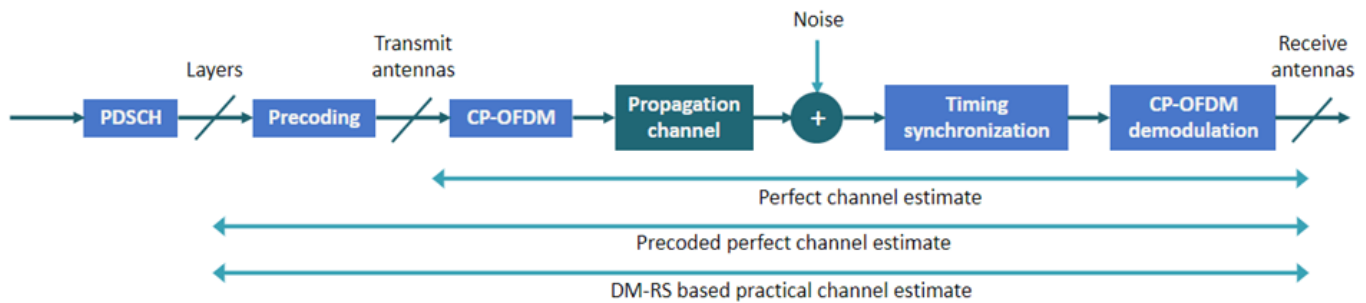 Noise
Transmit
antennas
Receive
antennas
Layers
PDSCH
Precoding
CP-OFDM
Propagation
channel
+
Timing
synchronization
CP-OFDM
demodulation
Perfect channel estimate
Precoded perfect channel estimate
DM-RS based practical channel estimate